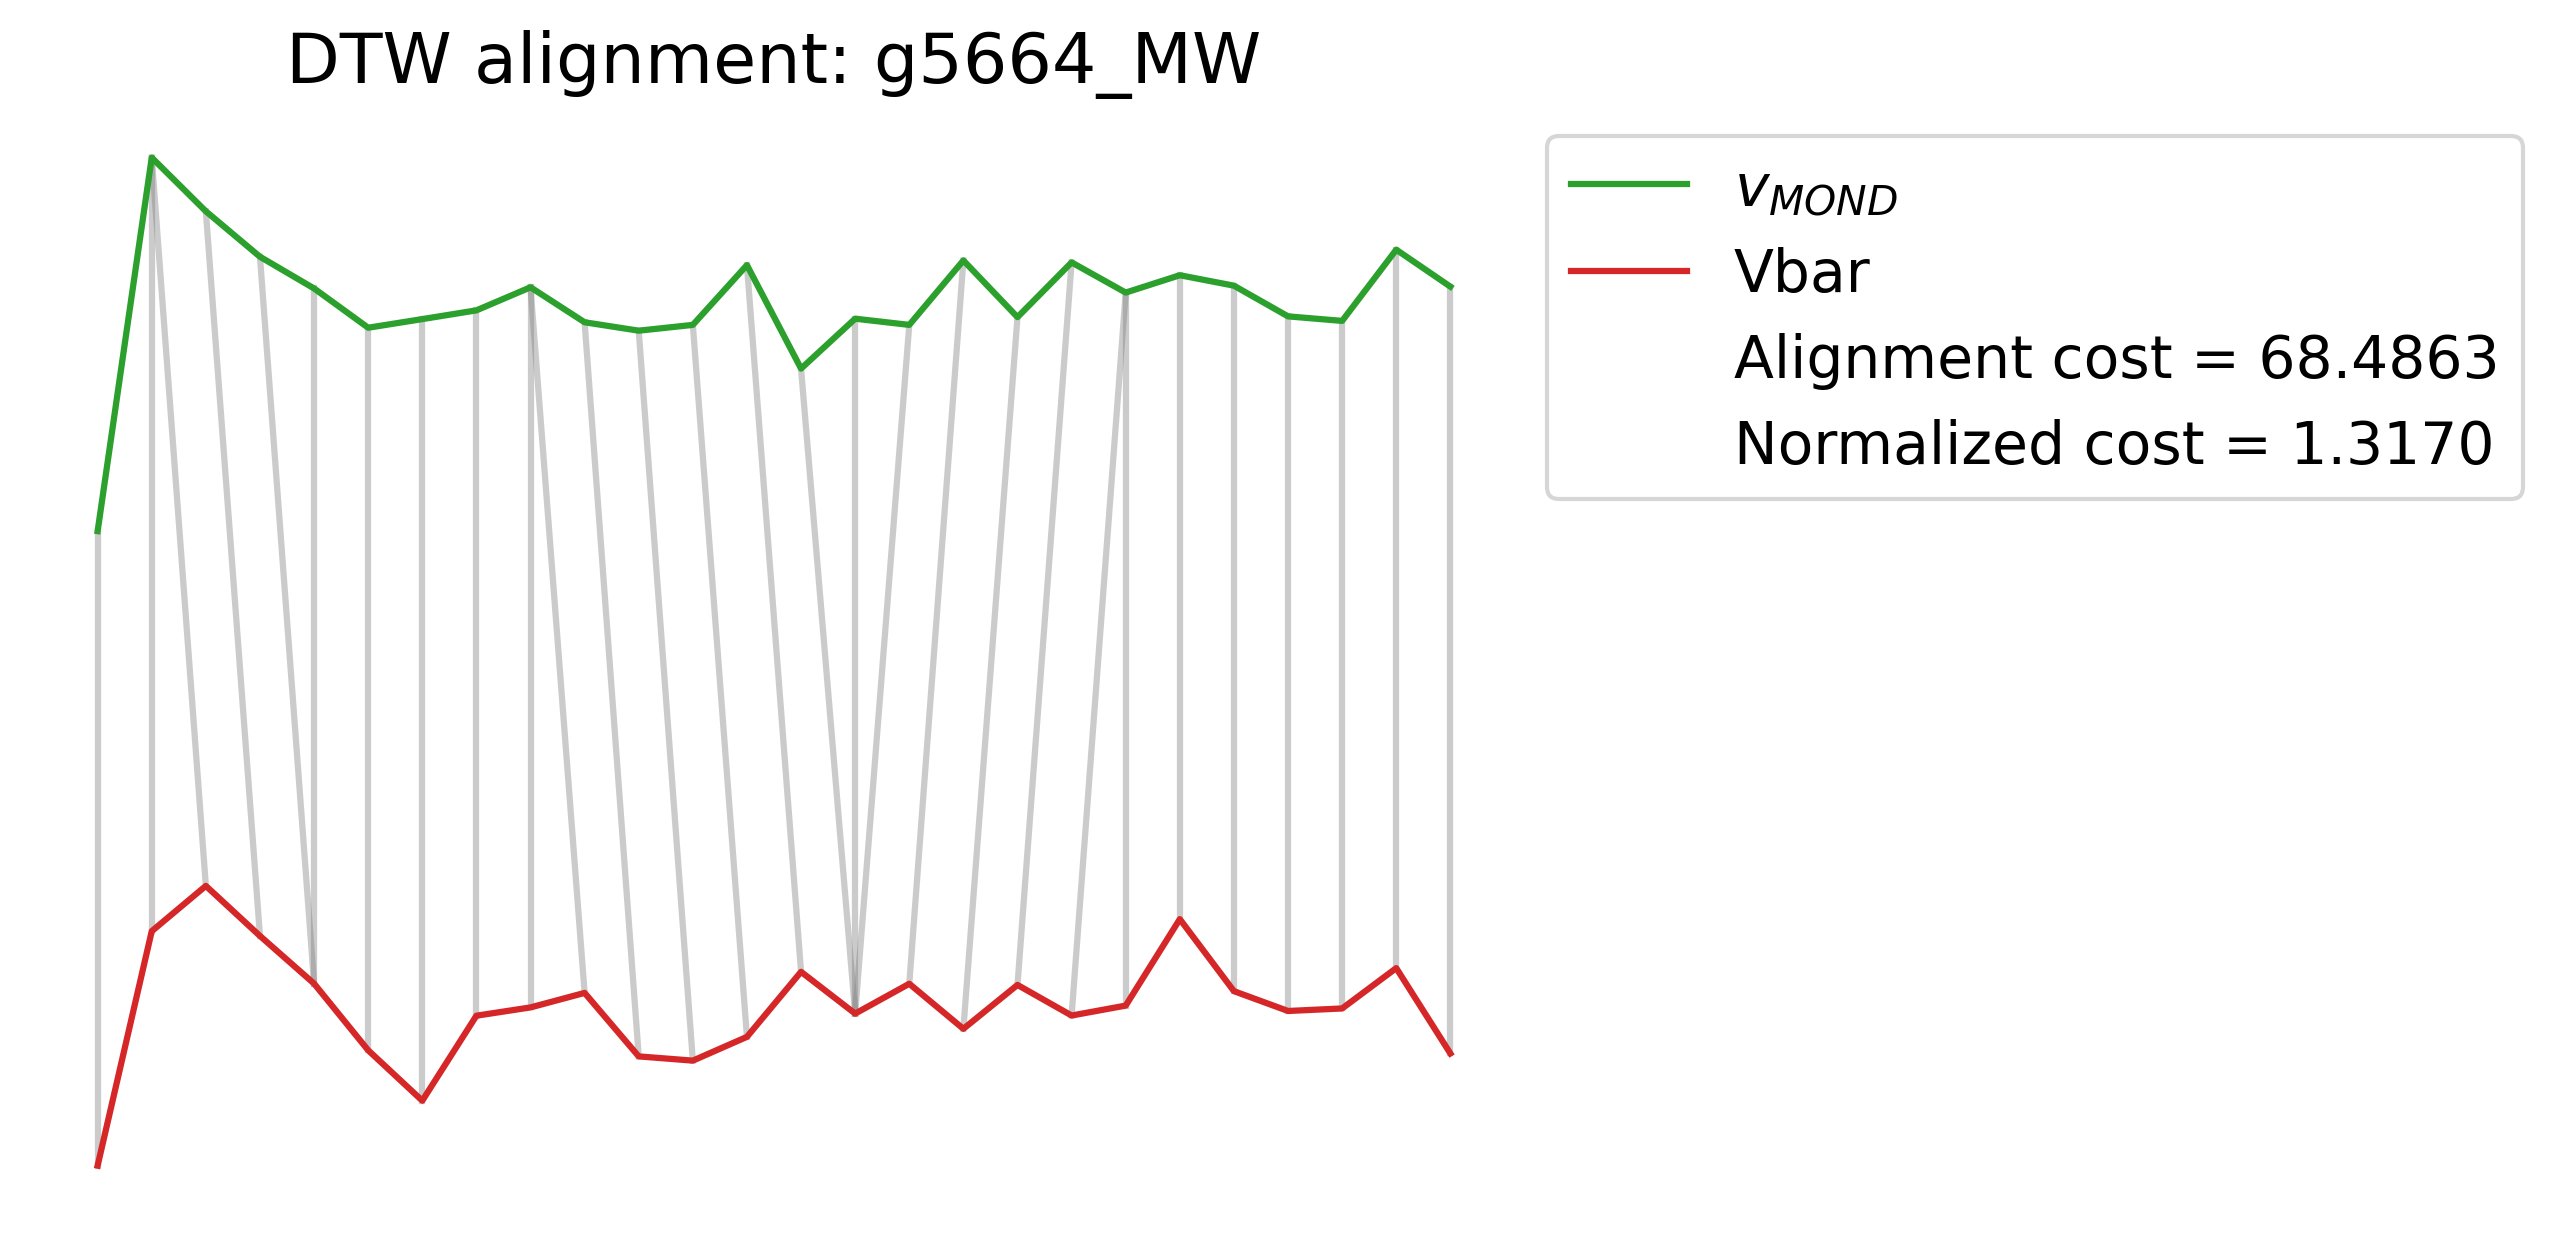 DTW alignment: g5664_MW
v_MOND
Vbar
Alignment cost = 68.4863
Normalized cost = 1.3170